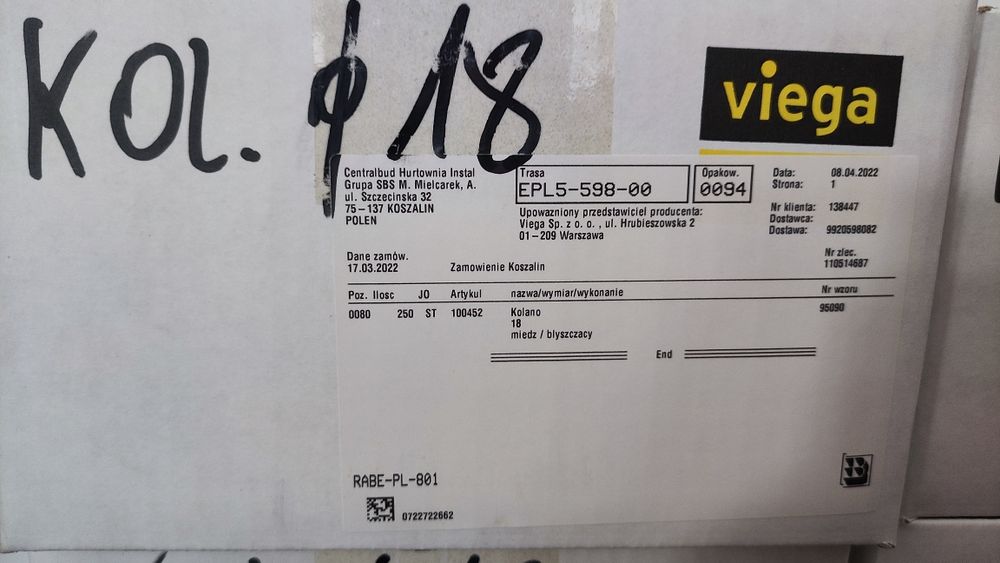 KOL. φ18
viega
Centralbud Hurtownia Instal
Grupa SBS M. Mielcarek, A.
ul. Szczecinska 32
75-137 KOSZALIN
POLEN
Trasa
EPL5-598-00
Opakow.
0094
Upowazniony przedstawiciel producenta:
Viega Sp. z o. o. , ul. Hrubieszowska 2
01-209 Warszawa
Data: 08.04.2022
Strona: 1
Nr klienta: 138447
Dostawca:
Dostawa: 9920598082
Nr zlec.
110514687
Dane zamów.
17.03.2022 Zamowienie Koszalin
Poz. Ilosc JO Artykul nazwa/wymiar/wykonanie Nr wzoru
0080 250 ST 100452 Kolano 95090
18
miedz / blyszczacy
End
RABE-PL-801
0722722662